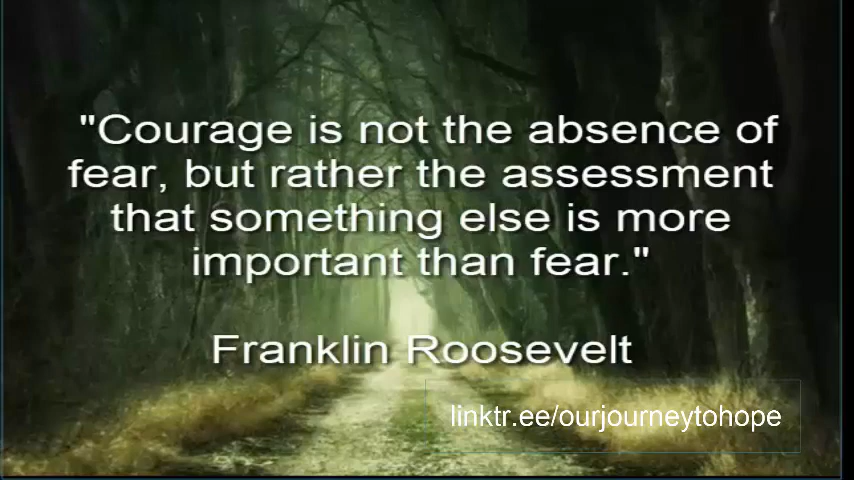 "Courage is not the absence of
fear, but rather the assessment
that something else is more
important than fear."
Franklin Roosevelt
linktr.ee/ourjourneytohope